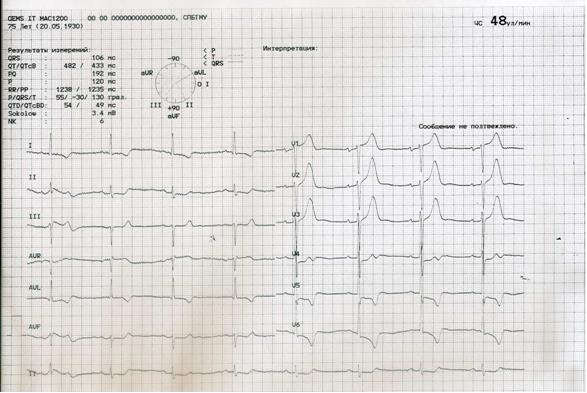 GEMS IT MAC1200 00 00 0000000000000000, СПБГМУ
75 Лет (20.05.1930)
ЧС 48уд/мин
Результаты измерений:
QRS : 106 мс
QT/QTcB : 482 / 433 мс
PQ : 192 мс
P : 120 мс
RR/PP : 1238 / 1235 мс
P/QRS/T : 55/ -30/ 130 град.
QTD/QTcBD: 54 / 49 мс
Sokolow : 3.4 мВ
NK : 6
-90
aVR
aVL
0 I
III
+90
II
aVF
< P
< T
< QRS
Интерпретация:
Сообщение не подтвеждено.
I
II
III
AVR
AVL
AVF
II
V1
V2
V3
V4
V5
V6